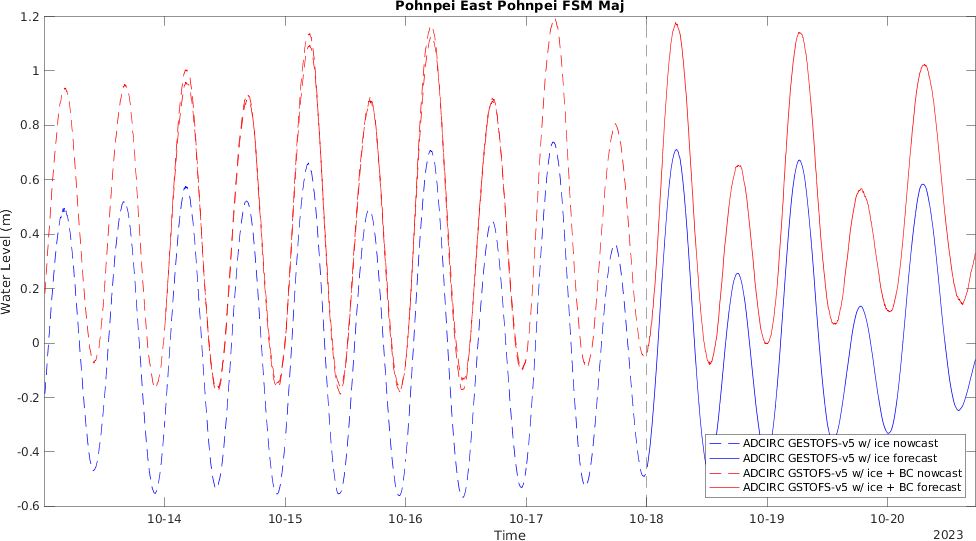 Pohnpei East Pohnpei FSM Maj
1.2
1
0.8
0.6
0.4
0.2
0
-0.2
-0.4
-0.6
Water Level (m)
ADCIRC GESTOFS-v5 w/ ice nowcast
ADCIRC GESTOFS-v5 w/ ice forecast
ADCIRC GSTOFS-v5 w/ ice + BC nowcast
ADCIRC GSTOFS-v5 w/ ice + BC forecast
10-14 10-15 10-16 10-17 10-18 10-19 10-20
Time
2023